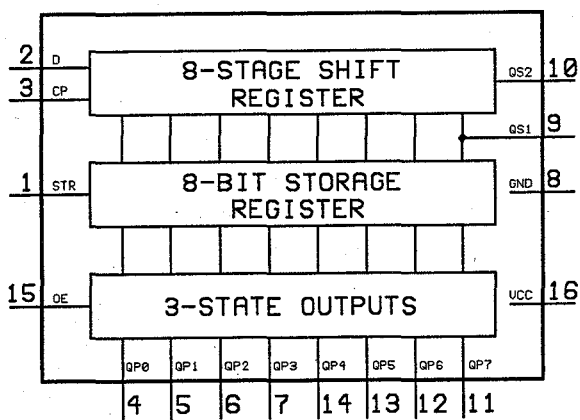 2 D
8-STAGE SHIFT
REGISTER
QS2 10
3 CP
QS1 9
1 STR
8-BIT STORAGE
REGISTER
GND 8
15 OE
3-STATE OUTPUTS
VCC 16
QP0 QP1 QP2 QP3 QP4 QP5 QP6 QP7
4 5 6 7 14 13 12 11